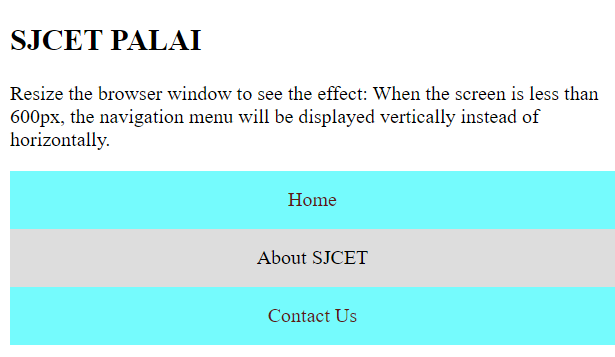 SJCET PALAI
Resize the browser window to see the effect: When the screen is less than
600px, the navigation menu will be displayed vertically instead of
horizontally.
Home
About SJCET
Contact Us